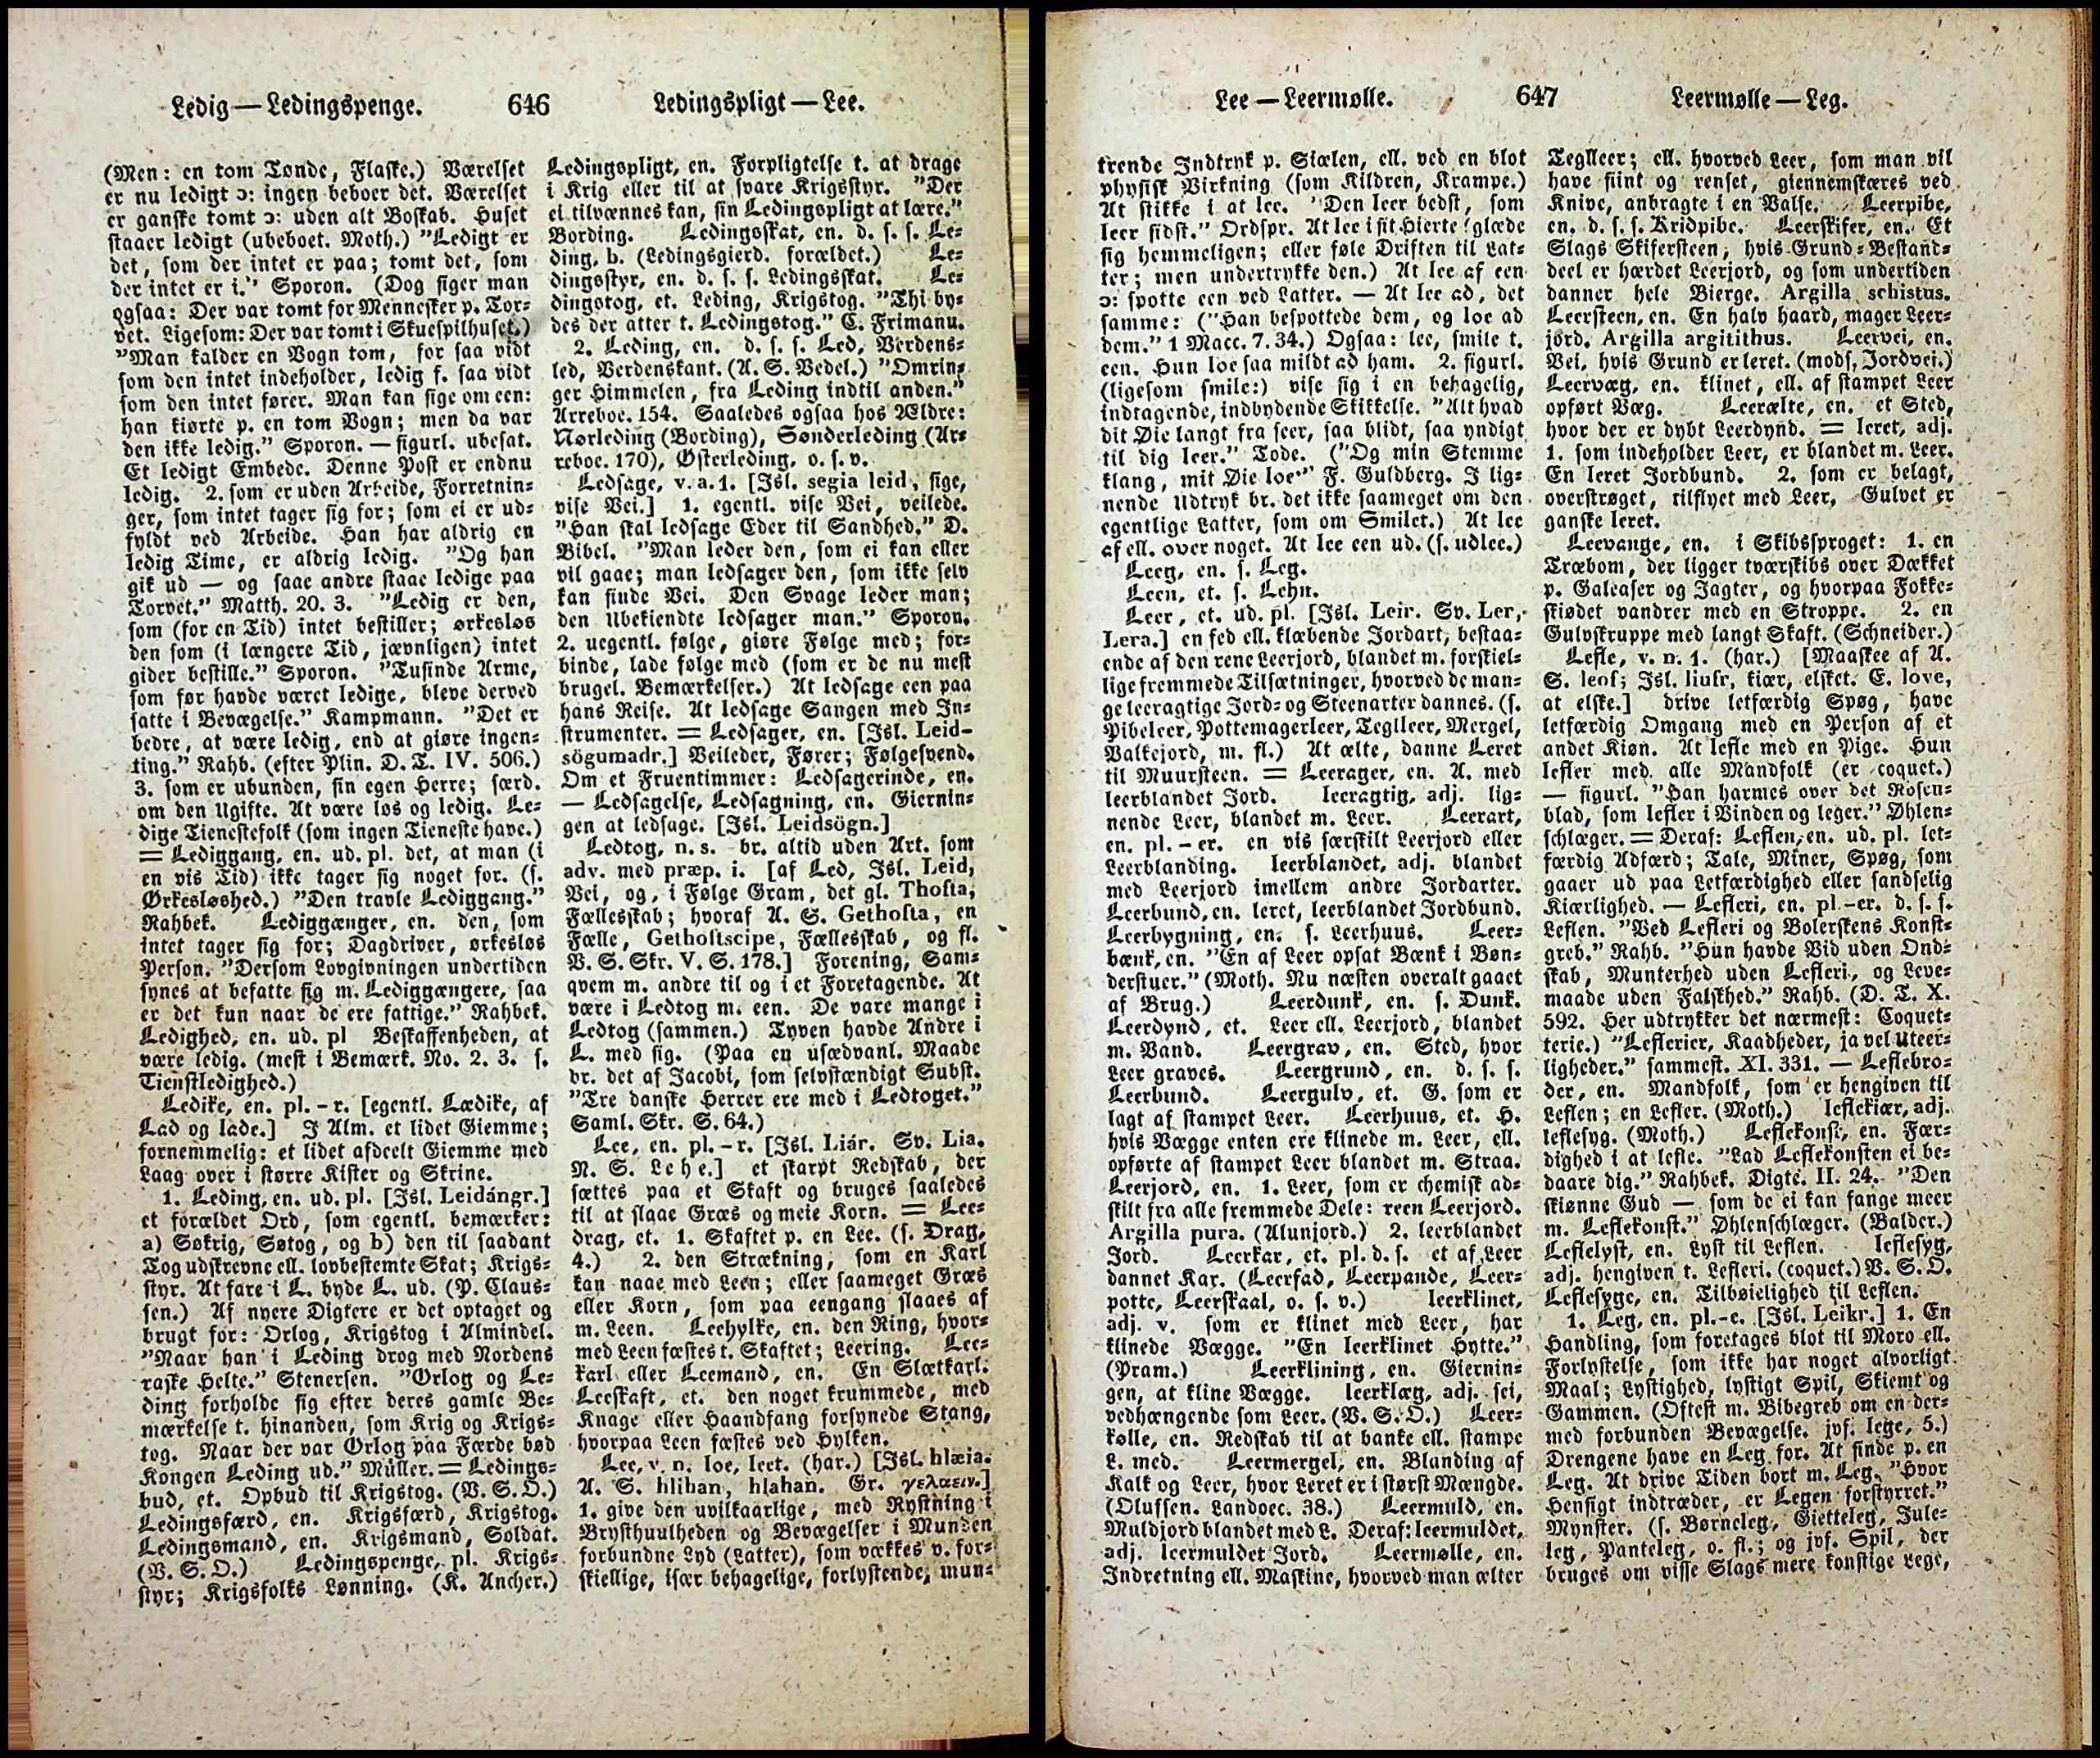 Ledig — Ledingspenge.
646
Ledingspligt — Lee.
(Men: en tom Tønde, Flaske.) Værelset
er nu ledigt ɔ: ingen beboer det. Værelset
er ganske tomt ɔ: uden alt Boskab. Huset
staaer ledigt (ubeboet. Moth.) "Ledigt er
det, som der intet er paa; tomt det, som
der intet er i." Sporon. (Dog siger man
ogsaa: Der var tomt for Mennesker p. Tor-
vet. Ligesom: Der var tomt i Skuespilhuset.)
"Man kalder en Vogn tom, for saa vidt
som den intet indeholder, ledig f. saa vidt
som den intet fører. Man kan sige om een:
han kiørte p. en tom Vogn; men da var
den ikke ledig." Sporon. — figurl. ubesat.
Et ledigt Embede. Denne Post er endnu
ledig. 2. som er uden Arbeide, Forretnin-
ger, som intet tager sig for; som ei er ud-
fyldt ved Arbeide. Han har aldrig en
ledig Time, er aldrig ledig. "Og han
gik ud — og saae andre staae ledige paa
Torvet." Matth. 20. 3. "Ledig er den,
som (for en Tid) intet bestiller; ørkesløs
den som (i længere Tid, jævnligen) intet
gider bestille." Sporon. "Tusinde Arme,
som før havde været ledige, bleve derved
satte i Bevægelse." Kampmann. "Det er
bedre, at være ledig, end at giøre ingen-
ting." Rahb. (efter Plin. D. T. IV. 506.)
3. som er ubunden, sin egen Herre; særd.
om den Ugifte. At være løs og ledig. Le-
dige Tienestefolk (som ingen Tieneste have.)
= Lediggang, en. ud. pl. det, at man (i
en vis Tid) ikke tager sig noget for. (s.
Ørkesløshed.) "Den travle Lediggang."
Rahbek. Lediggænger, en. den, som
intet tager sig for; Dagdriver, ørkesløs
Person. "Dersom Lovgivningen undertiden
synes at befatte sig m. Lediggængere, saa
er det kun naar de ere fattige." Rahbek.
Ledighed, en. ud. pl Beskaffenheden, at
være ledig. (mest i Bemærk. No. 2. 3. s.
Tienstledighed.)
Ledike, en. pl. - r. [egentl. Lædike, af
Lad og lade.] I Alm. et lidet Giemme;
fornemmelig: et lidet afdeelt Giemme med
Laag over i større Kister og Skrine.
1. Leding, en. ud. pl. [Isl. Leidángr.]
et forældet Ord, som egentl. bemærker:
a) Søkrig, Søtog, og b) den til saadant
Tog udskrevne ell. lovbestemte Skat; Krigs-
styr. At fare i L. byde L. ud. (P. Claus-
sen.) Af nyere Digtere er det optaget og
brugt for: Orlog, Krigstog i Almindel.
"Naar han i Leding drog med Nordens
raske Helte." Stenersen. "Orlog og Le-
ding forholde sig efter deres gamle Be-
mærkelse t. hinanden, som Krig og Krigs-
tog. Naar der var Orlog paa Færde bød
Kongen Leding ud." Müller. = Ledings-
bud, et. Opbud til Krigstog. (V. S. O.)
Ledingsfærd, en. Krigsfærd, Krigstog.
Ledingsmand, en. Krigsmand, Soldat.
(V. S. O.) Ledingspenge, pl. Krigs-
styr; Krigsfolks Lønning. (K. Ancher.)
Ledingspligt, en. Forpligtelse t. at drage
i Krig eller til at svare Krigsstyr. "Der
ei tilvænnes kan, sin Ledingspligt at lære."
Bording. Ledingsskat, en. d. s. s. Le-
ding, b. (Ledingsgierd. forældet.) Le-
dingsstyr, en. d. s. s. Ledingsskat. Le-
dingstog, et. Leding, Krigstog. "Thi by-
des der atter t. Ledingstog." C. Frimann.
2. Leding, en. d. s. s. Led, Verdens-
led, Verdenskant. (A. S. Vedel.) "Omrin-
ger Himmelen, fra Leding indtil anden."
Arreboe. 154. Saaledes ogsaa hos Ældre:
Nørleding (Bording), Sønderleding (Ar-
reboe. 170), Østerleding, o. s. v.
Ledsage, v. a. 1. [Isl. segia leid, sige,
vise Vei.] 1. egentl. vise Vei, veilede.
"Han skal ledsage Eder til Sandhed." D.
Bibel. "Man leder den, som ei kan eller
vil gaae; man ledsager den, som ikke selv
kan finde Vei. Den Svage leder man;
den Ubekiendte ledsager man." Sporon.
2. uegentl. følge, giøre Følge med; for-
binde, lade følge med (som er de nu mest
brugel. Bemærkelser.) At ledsage een paa
hans Reise. At ledsage Sangen med In-
strumenter. = Ledsager, en. [Isl. Leid-
sögumadr.] Veileder, Fører; Følgesvend.
Om et Fruentimmer: Ledsagerinde, en.
— Ledsagelse, Ledsagning, en. Giernin-
gen at ledsage. [Isl. Leidsögn.]
Ledtog, n. s. br. altid uden Art. som
adv. med præp. i. [af Led, Isl. Leid,
Vei, og, i Følge Gram, det gl. Thofta,
Fællesskab; hvoraf A. S. Gethofta, en
Fælle, Gethoftscipe, Fællesskab, og fl.
V. S. Skr. V. S. 178.] Forening, Sam-
qvem m. andre til og i et Foretagende. At
være i Ledtog m. een. De vare mange i
Ledtog (sammen.) Tyven havde Andre i
L. med sig. (Paa en usædvanl. Maade
br. det af Jacobi, som selvstændigt Subst.
"Tre danske Herrer ere med i Ledtoget."
Saml. Skr. S. 64.)
Lee, en. pl. - r. [Isl. Liár. Sv. Lia.
N. S. Lehe.] et skarpt Redskab, der
sættes paa et Skaft og bruges saaledes
til at slaae Græs og meie Korn. = Lee-
drag, et. 1. Skaftet p. en Lee. (s. Drag,
4.) 2. den Strækning, som en Karl
kan naae med Leen; eller saameget Græs
eller Korn, som paa eengang slaaes af
m. Leen. Leehylke, en. den Ring, hvor-
med Leen fæstes t. Skaftet; Leering. Lee-
karl eller Leemand, en. En Slætkarl.
Leeskaft, et. den noget krummede, med
Knage eller Haandfang forsynede Stang,
hvorpaa Leen fæstes ved Hylken.
Lee, v. n. loe, leet. (har.) [Isl. hlæia.
A. S. hlihan, hlahan. Gr. γελαειν.]
1. give den uvilkaarlige, med Rystning i
Brysthuulheden og Bevægelser i Munden
forbundne Lyd (Latter), som vækkes v. for-
skiellige, især behagelige, forlystende, mun-
Lee — Leermølle.
647
Leermølle — Leg.
trende Indtryk p. Siælen, ell. ved en blot
physisk Virkning (som Kildren, Krampe.)
At stikke i at lee. "Den leer bedst, som
leer sidst." Ordspr. At lee i sit Hierte (glæde
sig hemmeligen; eller føle Driften til Lat-
ter; men undertrykke den.) At lee af een
ɔ: spotte een ved Latter. — At lee ad, det
samme: ("Han bespottede dem, og loe ad
dem." 1 Macc. 7. 34.) Ogsaa: lee, smile t.
een. Hun loe saa mildt ad ham. 2. figurl.
(ligesom smile:) vise sig i en behagelig,
indtagende, indbydende Skikkelse. "Alt hvad
dit Øie langt fra seer, saa blidt, saa yndigt
til dig leer." Tode. ("Og min Stemme
klang, mit Øie loe" F. Guldberg. I lig-
nende Udtryk br. det ikke saameget om den
egentlige Latter, som om Smilet.) At lee
af ell. over noget. At lee een ud. (s. udlee.)
Leeg, en. s. Leg.
Leen, et. s. Lehn.
Leer, et. ud. pl. [Isl. Leir. Sv. Ler,
Lera.] en fed ell. klæbende Jordart, bestaa-
ende af den rene Leerjord, blandet m. forskiel-
lige fremmede Tilsætninger, hvorved de man-
ge leeragtige Jord- og Steenarter dannes. (s.
Pibeleer, Pottemagerleer, Teglleer, Mergel,
Valkejord, m. fl.) At ælte, danne Leret
til Muursteen. = Leerager, en. A. med
leerblandet Jord. leeragtig, adj. lig-
nende Leer, blandet m. Leer. Leerart,
en. pl. - er. en vis særskilt Leerjord eller
Leerblanding. leerblandet, adj. blandet
med Leerjord imellem andre Jordarter.
Leerbund, en. leret, leerblandet Jordbund.
Leerbygning, en. s. Leerhuus. Leer-
bænk, en. "En af Leer opsat Bænk i Bøn-
derstuer." (Moth. Nu næsten overalt gaaet
af Brug.) Leerdunk, en. s. Dunk.
Leerdynd, et. Leer ell. Leerjord, blandet
m. Vand. Leergrav, en. Sted, hvor
Leer graves. Leergrund, en. d. s. s.
Leerbund. Leergulv, et. G. som er
lagt af stampet Leer. Leerhuus, et. H.
hvis Vægge enten ere klinede m. Leer, ell.
opførte af stampet Leer blandet m. Straa.
Leerjord, en. 1. Leer, som er chemisk ad-
skilt fra alle fremmede Dele: reen Leerjord.
Argilla pura. (Alunjord.) 2. leerblandet
Jord. Leerkar, et. pl. d. s. et af Leer
dannet Kar. (Leerfad, Leerpande, Leer-
potte, Leerskaal, o. s. v.) leerklinet,
adj. v. som er klinet med Leer, har
klinede Vægge. "En leerklinet Hytte."
(Pram.) Leerklining, en. Giernin-
gen, at kline Vægge. leerklæg, adj. sei,
vedhængende som Leer. (V. S. O.) Leer-
kølle, en. Redskab til at banke ell. stampe
L. med. Leermergel, en. Blanding af
Kalk og Leer, hvor Leret er i størst Mængde.
(Olufsen. Landoec. 38.) Leermuld, en.
Muldjord blandet med L. Deraf: leermuldet,
adj. leermuldet Jord. Leermølle, en.
Indretning ell. Maskine, hvorved man ælter
Teglleer; ell. hvorved Leer, som man vil
have fiint og renset, giennemskæres ved
Knive, anbragte i en Valse. Leerpibe,
en. d. s. s. Kridpibe. Leerskifer, en. Et
Slags Skifersteen, hvis Grund-Bestand-
deel er hærdet Leerjord, og som undertiden
danner hele Bierge. Argilla schistus.
Leersteen, en. En halv haard, mager Leer-
jord. Argilla argitithus. Leervei, en.
Vei, hvis Grund er leret. (mods. Jordvei.)
Leervæg, en. klinet, ell. af stampet Leer
opført Væg. Leerælte, en. et Sted,
hvor der er dybt Leerdynd. = leret, adj.
1. som indeholder Leer, er blandet m. Leer.
En leret Jordbund. 2. som er belagt,
overstrøget, tilflyet med Leer. Gulvet er
ganske leret.
Leevange, en. i Skibssproget: 1. en
Træbom, der ligger tværskibs over Dækket
p. Galeaser og Jagter, og hvorpaa Fokke-
skiødet vandrer med en Stroppe. 2. en
Gulvskruppe med langt Skaft. (Schneider.)
Lefle, v. n. 1. (har.) [Maaskee af A.
S. leof; Isl. liufr, kiær, elsket. E. love,
at elske.] drive letfærdig Spøg, have
letfærdig Omgang med en Person af et
andet Kiøn. At lefle med en Pige. Hun
lefler med alle Mandfolk (er coquet.)
— figurl. "Han harmes over det Rosen-
blad, som lefler i Vinden og leger." Øhlen-
schlæger. = Deraf: Leflen, en. ud. pl. let-
færdig Adfærd; Tale, Miner, Spøg, som
gaaer ud paa Letfærdighed eller sandselig
Kiærlighed. — Lefleri, en. pl -er. d. s. s.
Leflen. "Ved Lefleri og Bolerskens Konst-
greb." Rahb. "Hun havde Vid uden Ond-
skab, Munterhed uden Lefleri, og Leve-
maade uden Falskhed." Rahb. (D. T. X.
592. Her udtrykker det nærmest: Coquet-
terie.) "Leflerier, Kaadheder, ja vel Uteer-
ligheder." sammest. XI. 331. — Leflebro-
der, en. Mandfolk, som er hengiven til
Leflen; en Lefler. (Moth.) leflekiær, adj.
leflesyg. (Moth.) Leflekonst, en. Fær-
dighed i at lefle. "Lad Leflekonsten ei be-
daare dig." Rahbek. Digte. II. 24. "Den
skiønne Gud — som de ei kan fange meer
m. Leflekonst." Øhlenschlæger. (Balder.)
Leflelyst, en. Lyst til Leflen. leflesyg,
adj. hengiven t. Lefleri. (coquet.) V. S. O.
Leflesyge, en. Tilbøielighed til Leflen.
1. Leg, en. pl.-e. [Isl. Leikr.] 1. En
Handling, som foretages blot til Moro ell.
Forlystelse, som ikke har noget alvorligt
Maal; Lystighed, lystigt Spil, Skiemt og
Gammen. (Oftest m. Bibegreb om en der-
med forbunden Bevægelse. jvf. lege, 5.)
Drengene have en Leg for. At finde p. en
Leg. At drive Tiden bort m. Leg. "Hvor
Hensigt indtræder, er Legen forstyrret."
Mynster. (s. Børneleg, Gietteleg, Jule-
leg, Panteleg, o. fl.; og jvf. Spil, der
bruges om visse Slags mere konstige Lege,